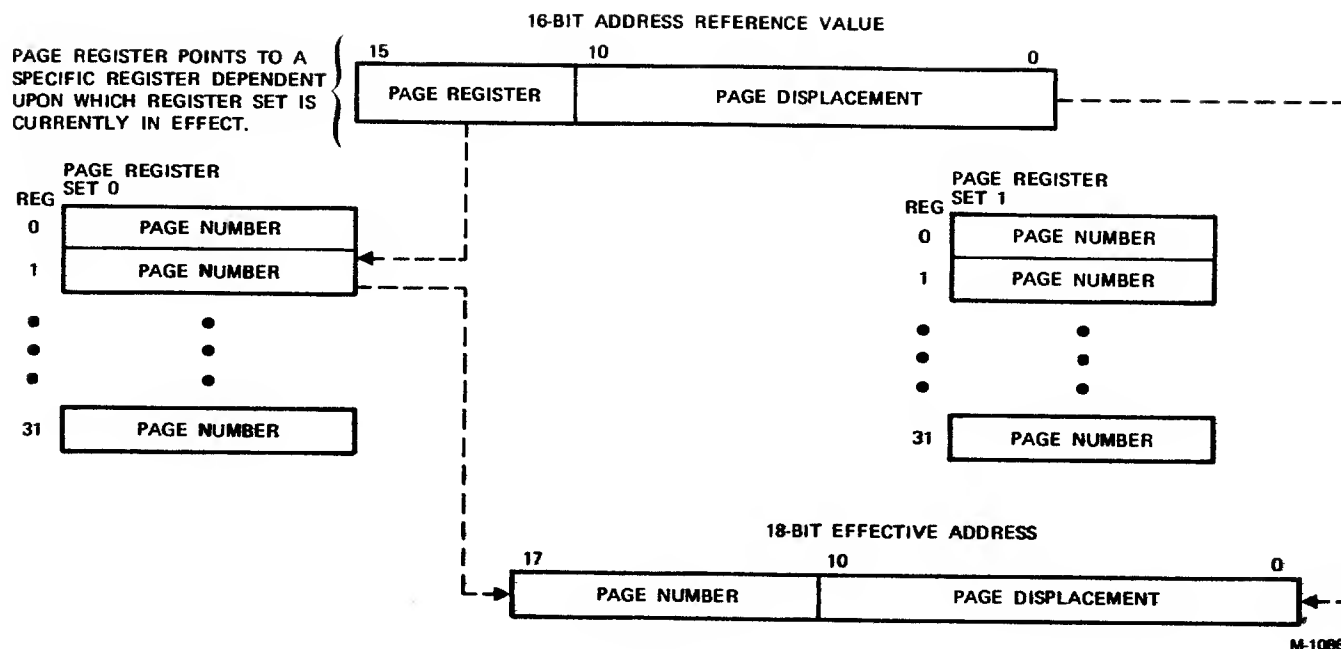 16-BIT ADDRESS REFERENCE VALUE
PAGE REGISTER POINTS TO A
SPECIFIC REGISTER DEPENDENT
UPON WHICH REGISTER SET IS
CURRENTLY IN EFFECT.
15 10 0
PAGE REGISTER PAGE DISPLACEMENT
PAGE REGISTER
SET 0
REG
0 PAGE NUMBER
1 PAGE NUMBER
31 PAGE NUMBER
PAGE REGISTER
SET 1
REG
0 PAGE NUMBER
1 PAGE NUMBER
31 PAGE NUMBER
18-BIT EFFECTIVE ADDRESS
17 10 0
PAGE NUMBER PAGE DISPLACEMENT